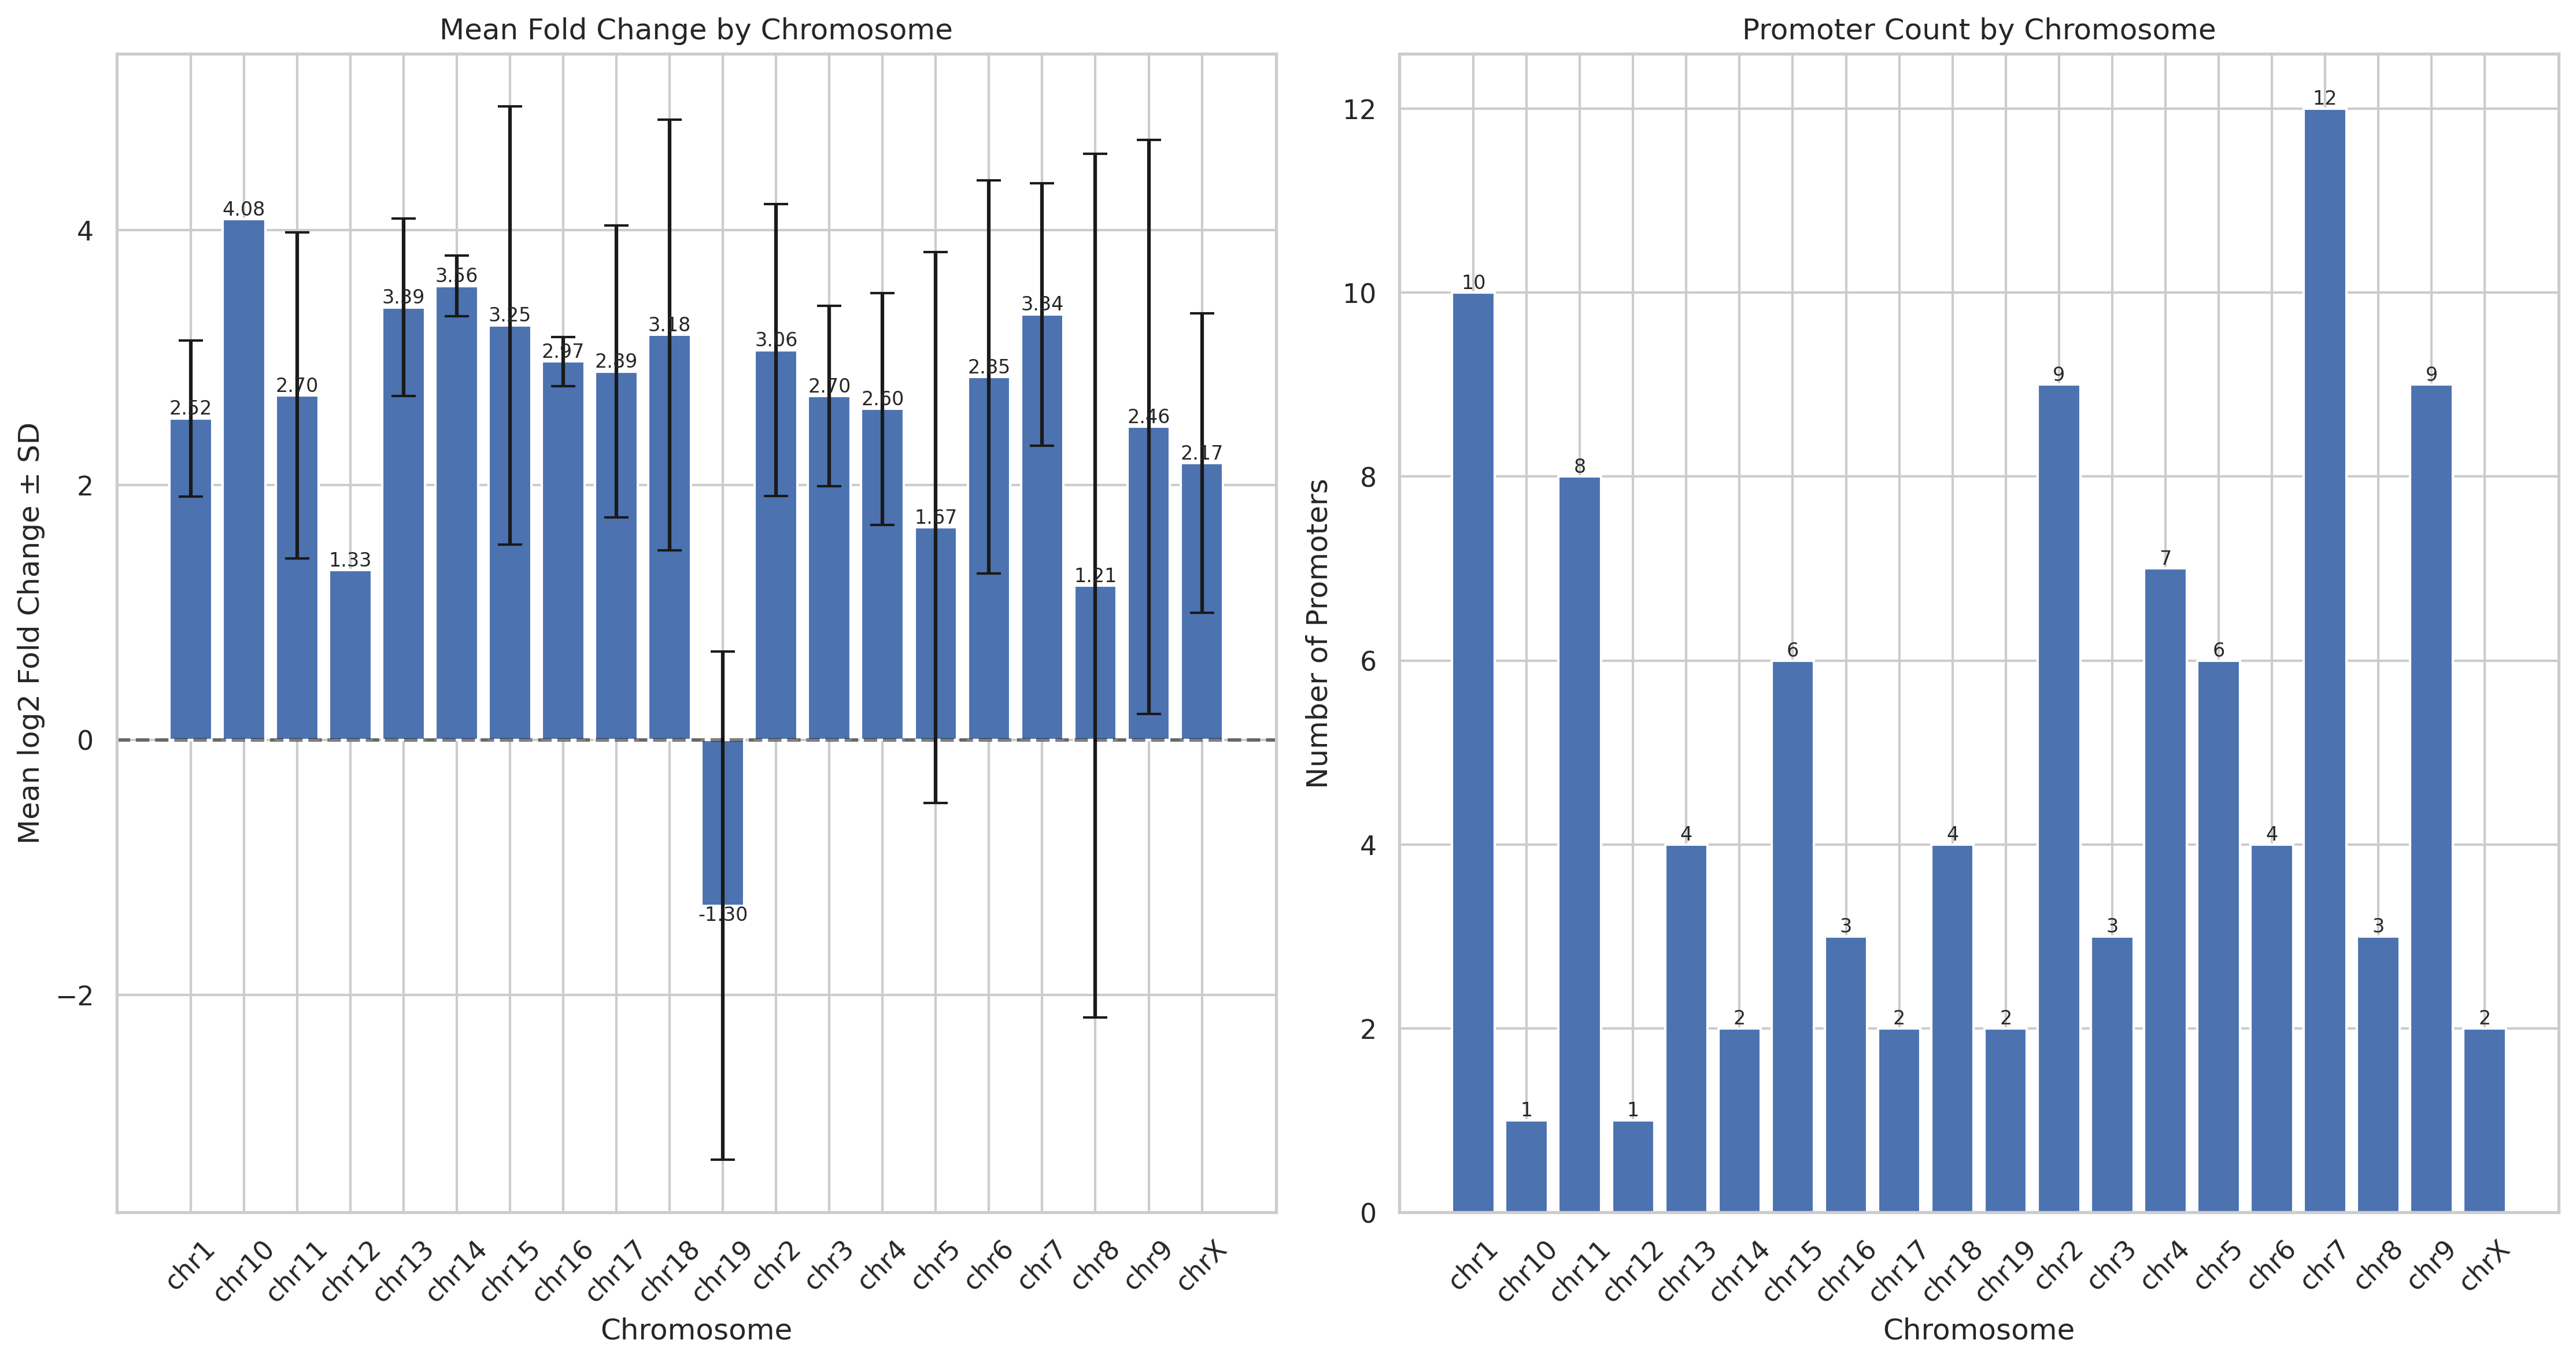 Mean Fold Change by Chromosome
Mean log2 Fold Change ± SD
4
2
0
−2
2.52
4.08
2.70
1.33
3.39
3.56
3.25
2.97
2.89
3.18
-1.30
3.06
2.70
2.60
1.67
2.85
3.34
1.21
2.46
2.17
chr1
chr10
chr11
chr12
chr13
chr14
chr15
chr16
chr17
chr18
chr19
chr2
chr3
chr4
chr5
chr6
chr7
chr8
chr9
chrX
Chromosome
Promoter Count by Chromosome
Number of Promoters
12
10
8
6
4
2
0
10
1
8
1
4
2
6
3
2
4
2
9
3
7
6
4
12
3
9
2
chr1
chr10
chr11
chr12
chr13
chr14
chr15
chr16
chr17
chr18
chr19
chr2
chr3
chr4
chr5
chr6
chr7
chr8
chr9
chrX
Chromosome